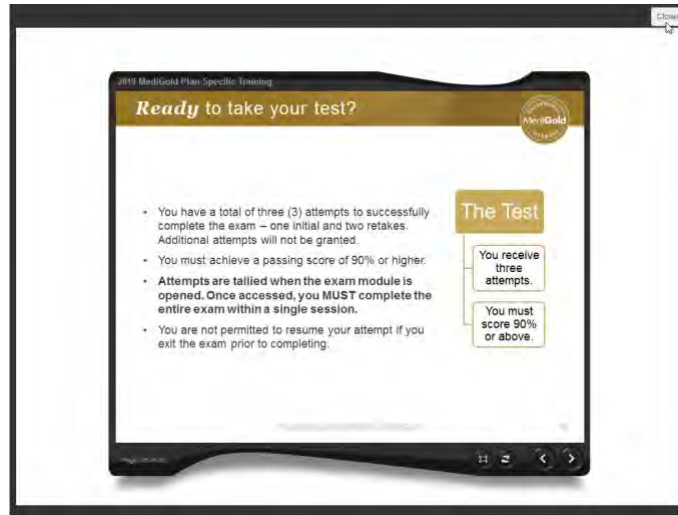 Close
2019 MediGold Plan Specific Training
Ready to take your test?
MediGold
• You have a total of three (3) attempts to successfully
complete the exam – one initial and two retakes.
Additional attempts will not be granted.
• You must achieve a passing score of 90% or higher.
• Attempts are tallied when the exam module is
opened. Once accessed, you MUST complete the
entire exam within a single session.
• You are not permitted to resume your attempt if you
exit the exam prior to completing.
The Test
You receive
three
attempts.
You must
score 90%
or above.